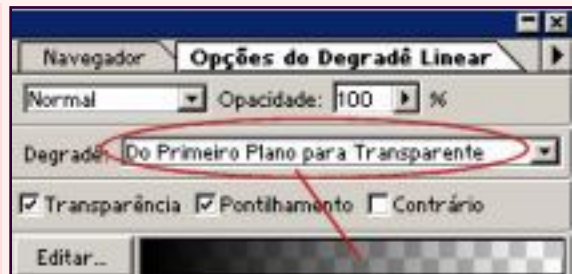 Navegador Opções do Degradê Linear
Normal Opacidade: 100 %
Degradê: Do Primeiro Plano para Transparente
Transparência Pontilhamento Contrário
Editar...